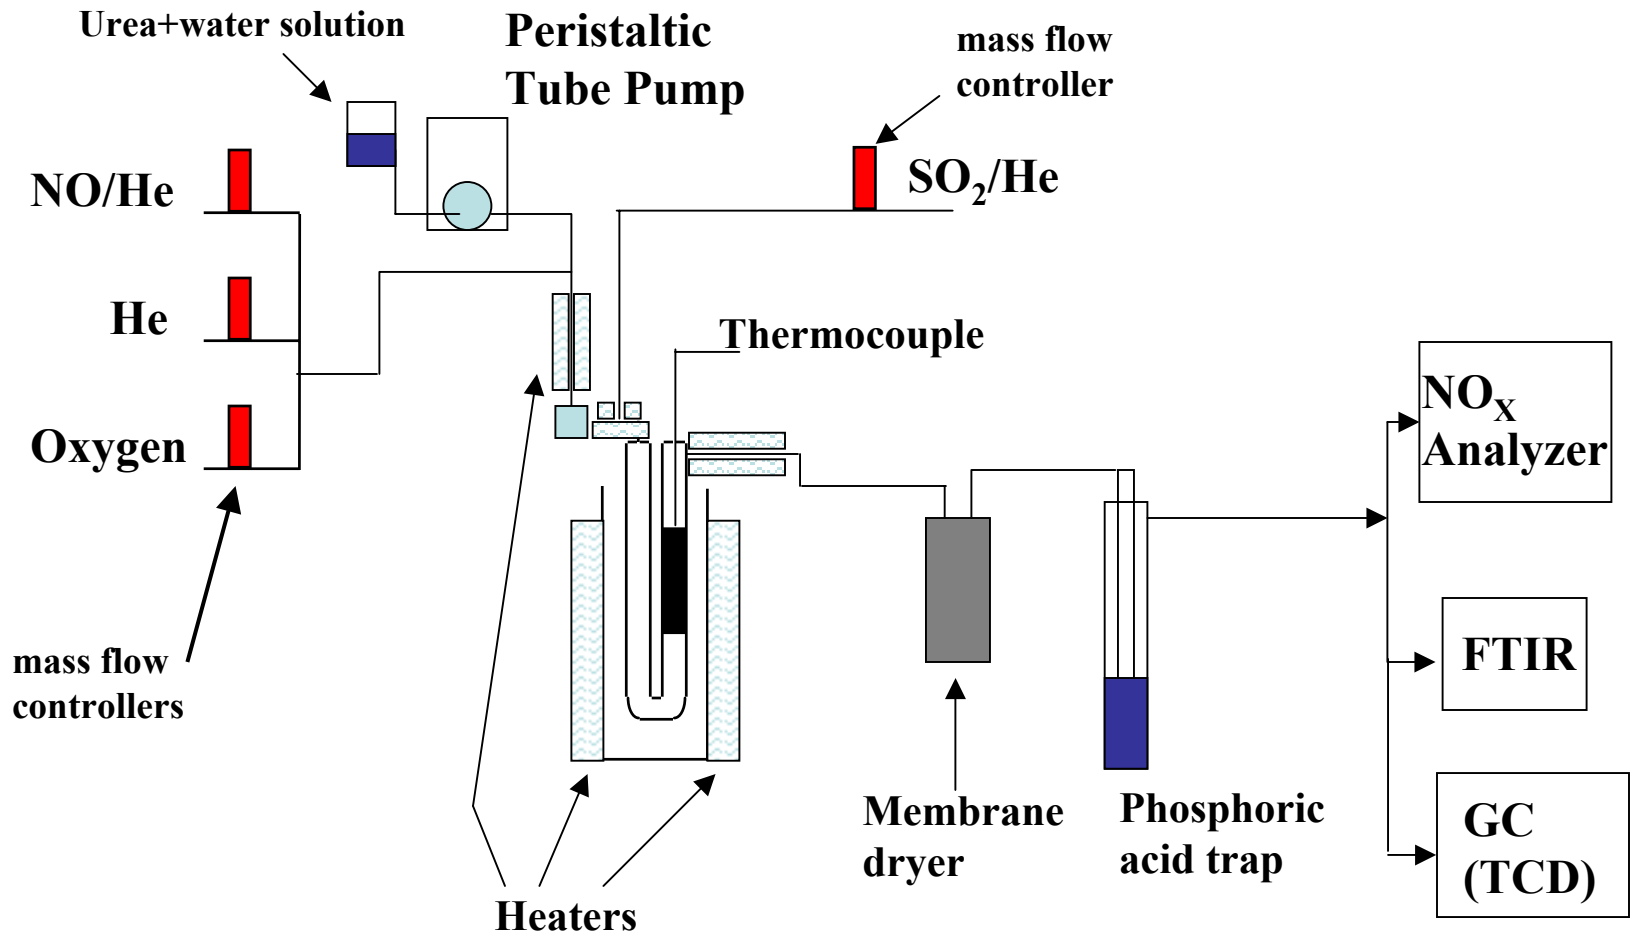 Urea+water solution
Peristaltic
Tube Pump
mass flow
controller
NO/He
SO₂/He
He
Thermocouple
Oxygen
NOX
Analyzer
mass flow
controllers
FTIR
Membrane
dryer
Phosphoric
acid trap
GC
(TCD)
Heaters